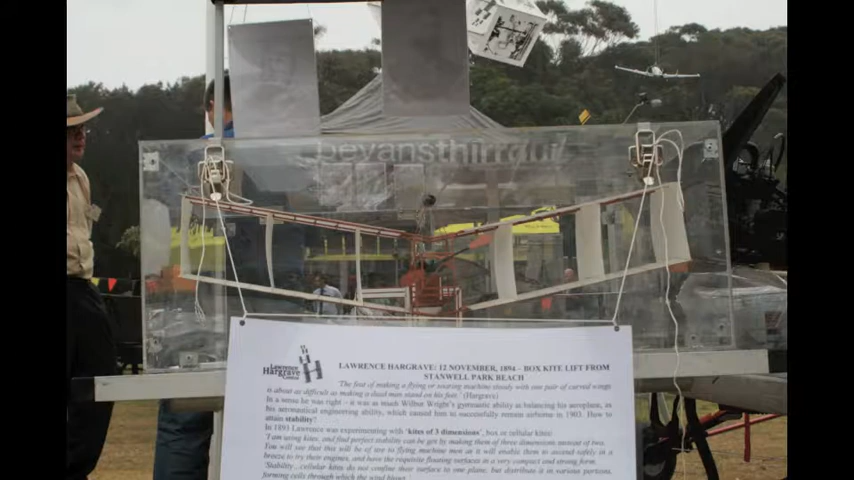 bevansthirroul
Lawrence
Hargrave
Centre
LAWRENCE HARGRAVE: 12 NOVEMBER, 1894 – BOX KITE LIFT FROM
STANWELL PARK BEACH
The feat of making a flying or soaring machine steady with one pair of curved wings
is about as difficult as making a dead man stand on his feet.' (Hargrave)
In a sense he was right – it was as much Wilbur Wright's gymnastic ability a balancing his aeroplane, as
his aeronautical engineering ability, which caused him to successfully remain airborne in 1903. How to
attain stability?
In 1893 Lawrence was experimenting with 'kites of 3 dimensions', box or cellular kites:
'I am using kites, and find perfect stability can be got by making them of three dimensions instead of two.
You will see that this will be of use to flying machine men as it will enable them to ascend safely in a
breeze to try their engines, and have the requisite floating surfaces in a very compact and strong form.
'Stability...cellular kites do not confine their surface to one plane, but distribute it in various portions,
forming cells through which the wind blows.'